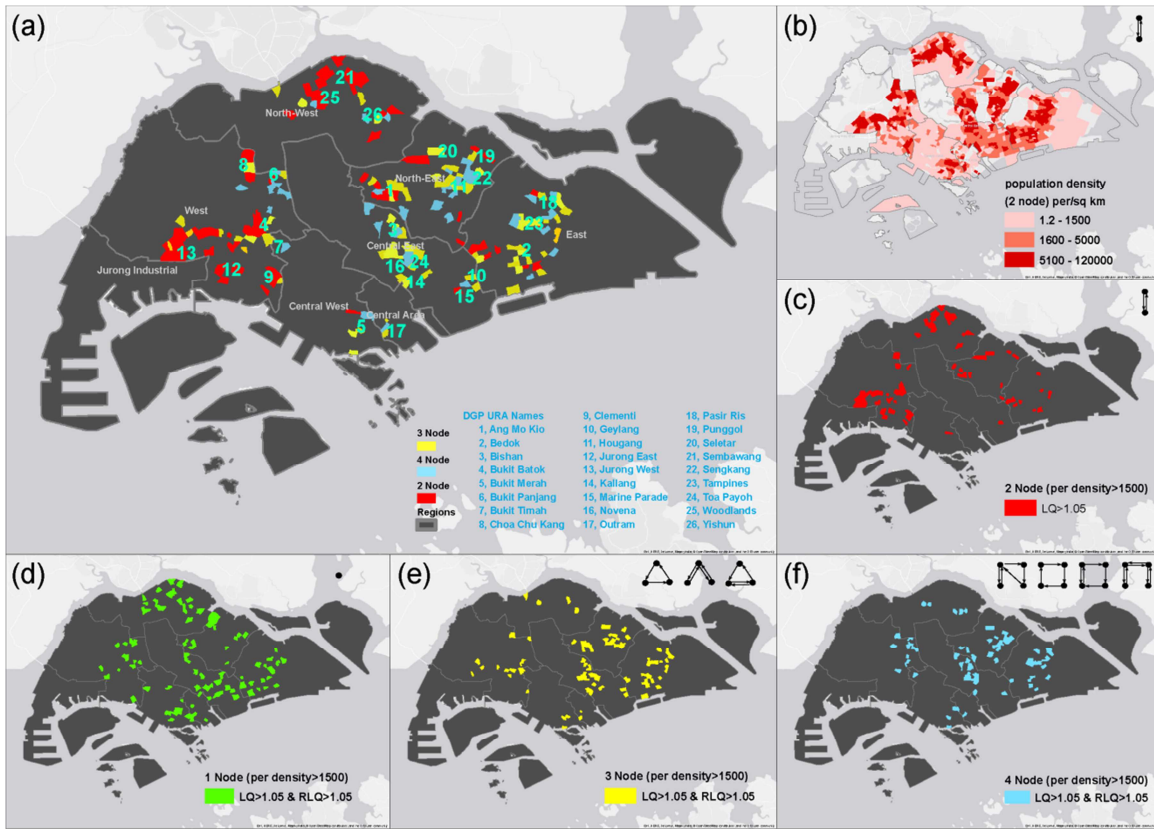 (a)
21
25
North-West
26
20
8
19
6
North-East
22
1
18
West
3
4
23
East
13
7
Central-East
2
16
24
Jurong Industrial
12
9
10
14
15
Central West
Central Area
5
17
DGP URA Names
9, Clementi
18, Pasir Ris
3 Node
1, Ang Mo Kio
10, Geylang
19, Punggol
2, Bedok
11, Hougang
20, Seletar
4 Node
3, Bishan
12, Jurong East
21, Sembawang
4, Bukit Batok
13, Jurong West
22, Sengkang
2 Node
5, Bukit Merah
14, Kallang
23, Tampines
6, Bukit Panjang
15, Marine Parade
24, Toa Payoh
Regions
7, Bukit Timah
16, Novena
25, Woodlands
8, Choa Chu Kang
17, Outram
26, Yishun
(b)
population density
(2 node) per/sq km
1.2 - 1500
1600 - 5000
5100 - 120000
(c)
2 Node (per density>1500)
LQ>1.05
(d)
1 Node (per density>1500)
LQ>1.05 & RLQ>1.05
(e)
3 Node (per density>1500)
LQ>1.05 & RLQ>1.05
(f)
4 Node (per density>1500)
LQ>1.05 & RLQ>1.05